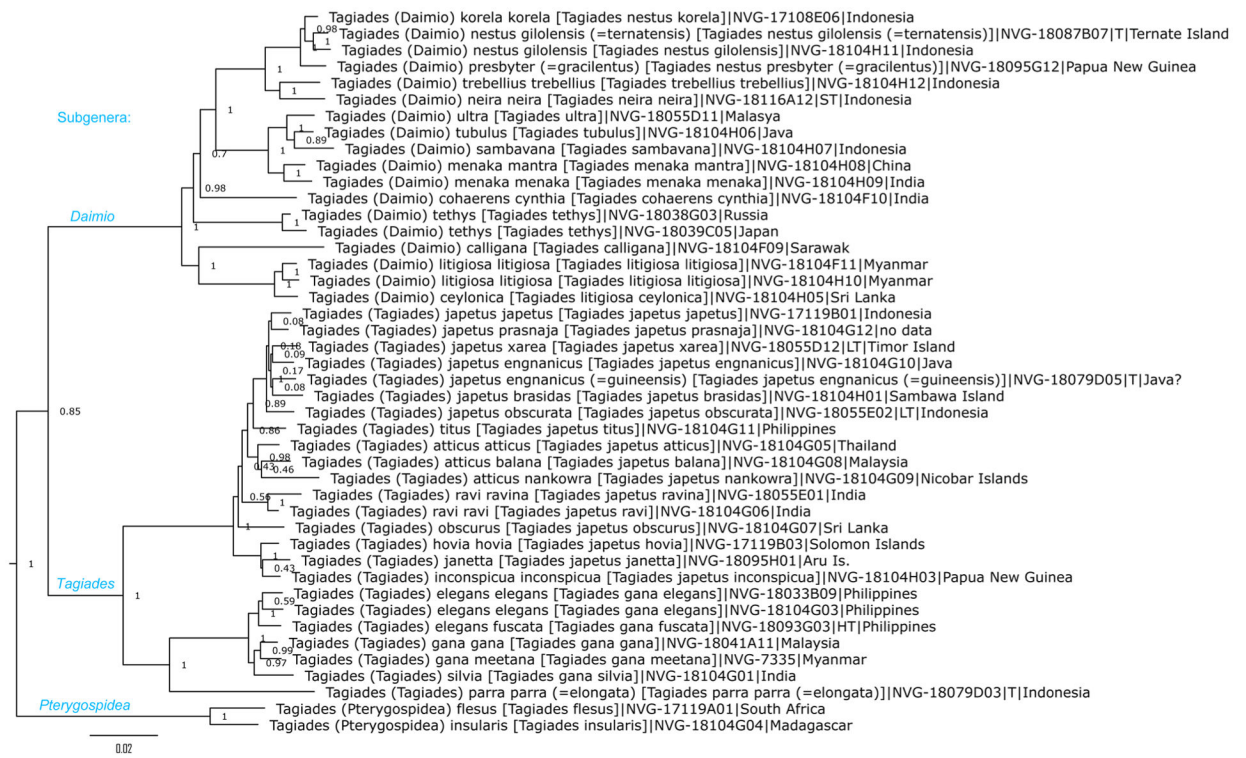 Tagiades (Daimio) korela korela [Tagiades nestus korela]|NVG-17108E06|Indonesia
0.98
Tagiades (Daimio) nestus gilolensis (=ternatensis) [Tagiades nestus gilolensis (=ternatensis)]|NVG-18087B07|T|Ternate Island
1
1
Tagiades (Daimio) nestus gilolensis [Tagiades nestus gilolensis]|NVG-18104H11|Indonesia
Tagiades (Daimio) presbyter (=gracilentus) [Tagiades nestus presbyter (=gracilentus)]|NVG-18095G12|Papua New Guinea
1
Tagiades (Daimio) trebellius trebellius [Tagiades trebellius trebellius]|NVG-18104H12|Indonesia
1
Tagiades (Daimio) neira neira [Tagiades neira neira]|NVG-18116A12|ST|Indonesia
1
Subgenera:
Tagiades (Daimio) ultra [Tagiades ultra]|NVG-18055D11|Malasya
1
Tagiades (Daimio) tubulus [Tagiades tubulus]|NVG-18104H06|Java
0.89
Tagiades (Daimio) sambavana [Tagiades sambavana]|NVG-18104H07|Indonesia
1
0.7
Tagiades (Daimio) menaka mantra [Tagiades menaka mantra]|NVG-18104H08|China
1
Tagiades (Daimio) menaka menaka [Tagiades menaka menaka]|NVG-18104H09|India
0.98
Tagiades (Daimio) cohaerens cynthia [Tagiades cohaerens cynthia]|NVG-18104F10|India
Daimio
Tagiades (Daimio) tethys [Tagiades tethys]|NVG-18038G03|Russia
1
1
Tagiades (Daimio) tethys [Tagiades tethys]|NVG-18039C05|Japan
Tagiades (Daimio) calligana [Tagiades calligana]|NVG-18104F09|Sarawak
1
Tagiades (Daimio) litigiosa litigiosa [Tagiades litigiosa litigiosa]|NVG-18104F11|Myanmar
1
Tagiades (Daimio) litigiosa litigiosa [Tagiades litigiosa litigiosa]|NVG-18104H10|Myanmar
1
Tagiades (Daimio) ceylonica [Tagiades litigiosa ceylonica]|NVG-18104H05|Sri Lanka
Tagiades (Tagiades) japetus japetus [Tagiades japetus japetus]|NVG-17119B01|Indonesia
0.08
Tagiades (Tagiades) japetus prasnaja [Tagiades japetus prasnaja]|NVG-18104G12|no data
0.18
Tagiades (Tagiades) japetus xarea [Tagiades japetus xarea]|NVG-18055D12|LT|Timor Island
0.09
Tagiades (Tagiades) japetus engnanicus [Tagiades japetus engnanicus]|NVG-18104G10|Java
0.17
1
Tagiades (Tagiades) japetus engnanicus (=guineensis) [Tagiades japetus engnanicus (=guineensis)]|NVG-18079D05|T|Java?
0.08
Tagiades (Tagiades) japetus brasidas [Tagiades japetus brasidas]|NVG-18104H01|Sambawa Island
0.89
0.85
Tagiades (Tagiades) japetus obscurata [Tagiades japetus obscurata]|NVG-18055E02|LT|Indonesia
0.86
Tagiades (Tagiades) titus [Tagiades japetus titus]|NVG-18104G11|Philippines
Tagiades (Tagiades) atticus atticus [Tagiades japetus atticus]|NVG-18104G05|Thailand
0.98
Tagiades (Tagiades) atticus balana [Tagiades japetus balana]|NVG-18104G08|Malaysia
0.43
0.46
Tagiades (Tagiades) atticus nankowra [Tagiades japetus nankowra]|NVG-18104G09|Nicobar Islands
0.56
Tagiades (Tagiades) ravi ravina [Tagiades japetus ravina]|NVG-18055E01|India
1
Tagiades (Tagiades) ravi ravi [Tagiades japetus ravi]|NVG-18104G06|India
1
Tagiades (Tagiades) obscurus [Tagiades japetus obscurus]|NVG-18104G07|Sri Lanka
Tagiades (Tagiades) hovia hovia [Tagiades japetus hovia]|NVG-17119B03|Solomon Islands
1
Tagiades (Tagiades) janetta [Tagiades japetus janetta]|NVG-18095H01|Aru Is.
1
0.43
Tagiades (Tagiades) inconspicua inconspicua [Tagiades japetus inconspicua]|NVG-18104H03|Papua New Guinea
Tagiades
1
Tagiades (Tagiades) elegans elegans [Tagiades gana elegans]|NVG-18033B09|Philippines
0.59
Tagiades (Tagiades) elegans elegans [Tagiades gana elegans]|NVG-18104G03|Philippines
1
Tagiades (Tagiades) elegans fuscata [Tagiades gana fuscata]|NVG-18093G03|HT|Philippines
1
Tagiades (Tagiades) gana gana [Tagiades gana gana]|NVG-18041A11|Malaysia
0.99
Tagiades (Tagiades) gana meetana [Tagiades gana meetana]|NVG-7335|Myanmar
1
0.97
Tagiades (Tagiades) silvia [Tagiades gana silvia]|NVG-18104G01|India
Tagiades (Tagiades) parra parra (=elongata) [Tagiades parra parra (=elongata)]|NVG-18079D03|T|Indonesia
Pterygospidea
Tagiades (Pterygospidea) flesus [Tagiades flesus]|NVG-17119A01|South Africa
1
Tagiades (Pterygospidea) insularis [Tagiades insularis]|NVG-18104G04|Madagascar
0.02